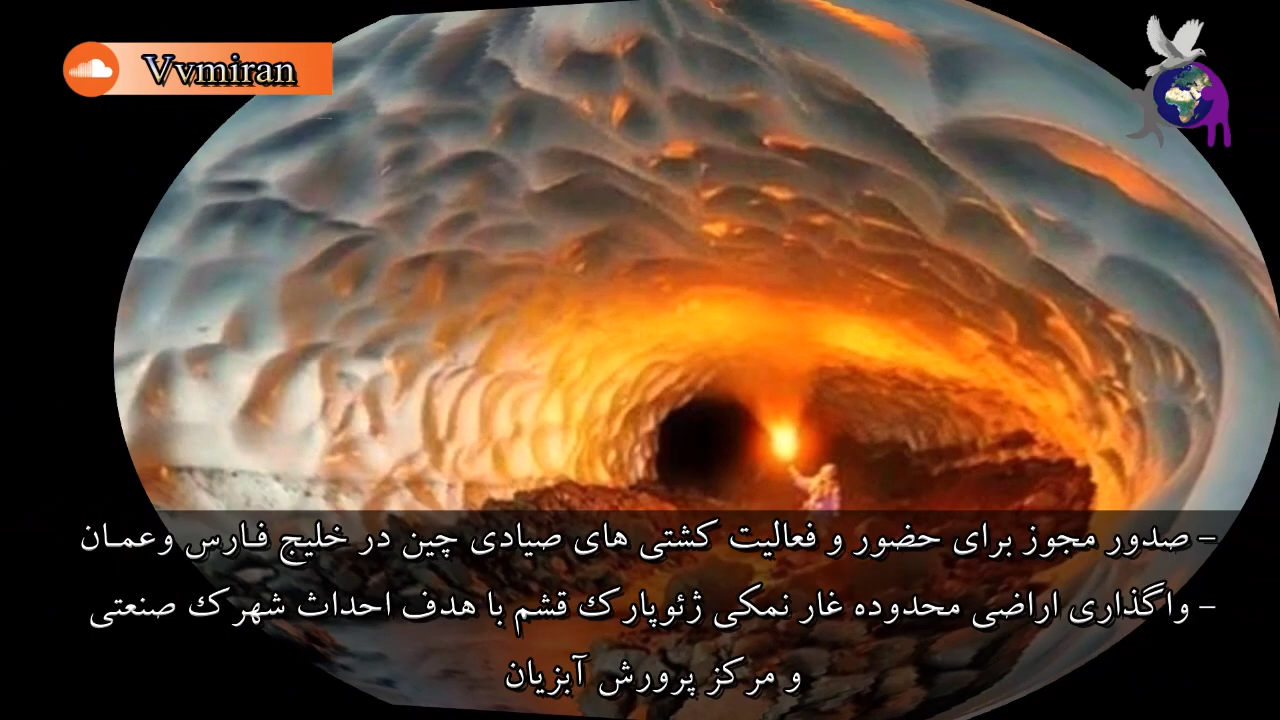 Vvmiran
- صدور مجوز برای حضور و فعالیت کشتی های صیادی چین در خلیج فارس وعمان
- واگذاری اراضی محدوده غار نمکی ژئوپارک قشم با هدف احداث شهرک صنعتی
و مرکز پرورش آبزیان